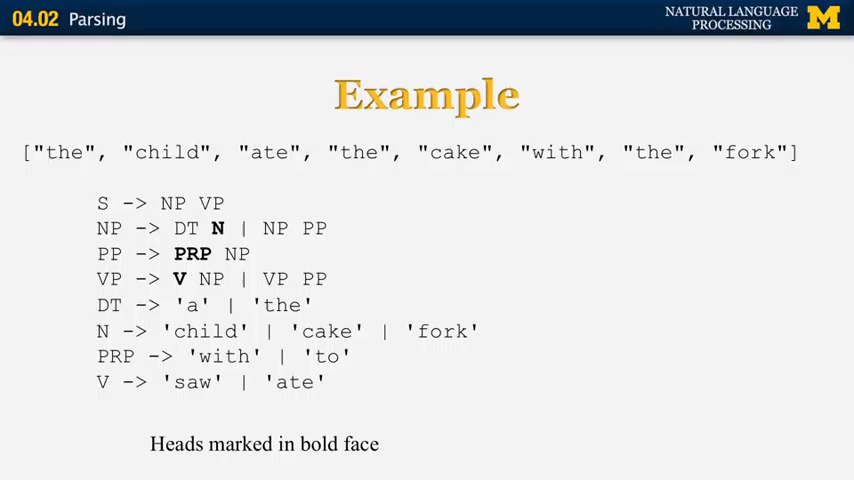 04.02 Parsing
NATURAL LANGUAGE
PROCESSING
M
Example
["the", "child", "ate", "the", "cake", "with", "the", "fork"]
S -> NP VP
NP -> DT N | NP PP
PP -> PRP NP
VP -> V NP | VP PP
DT -> 'a' | 'the'
N -> 'child' | 'cake' | 'fork'
PRP -> 'with' | 'to'
V -> 'saw' | 'ate'
Heads marked in bold face